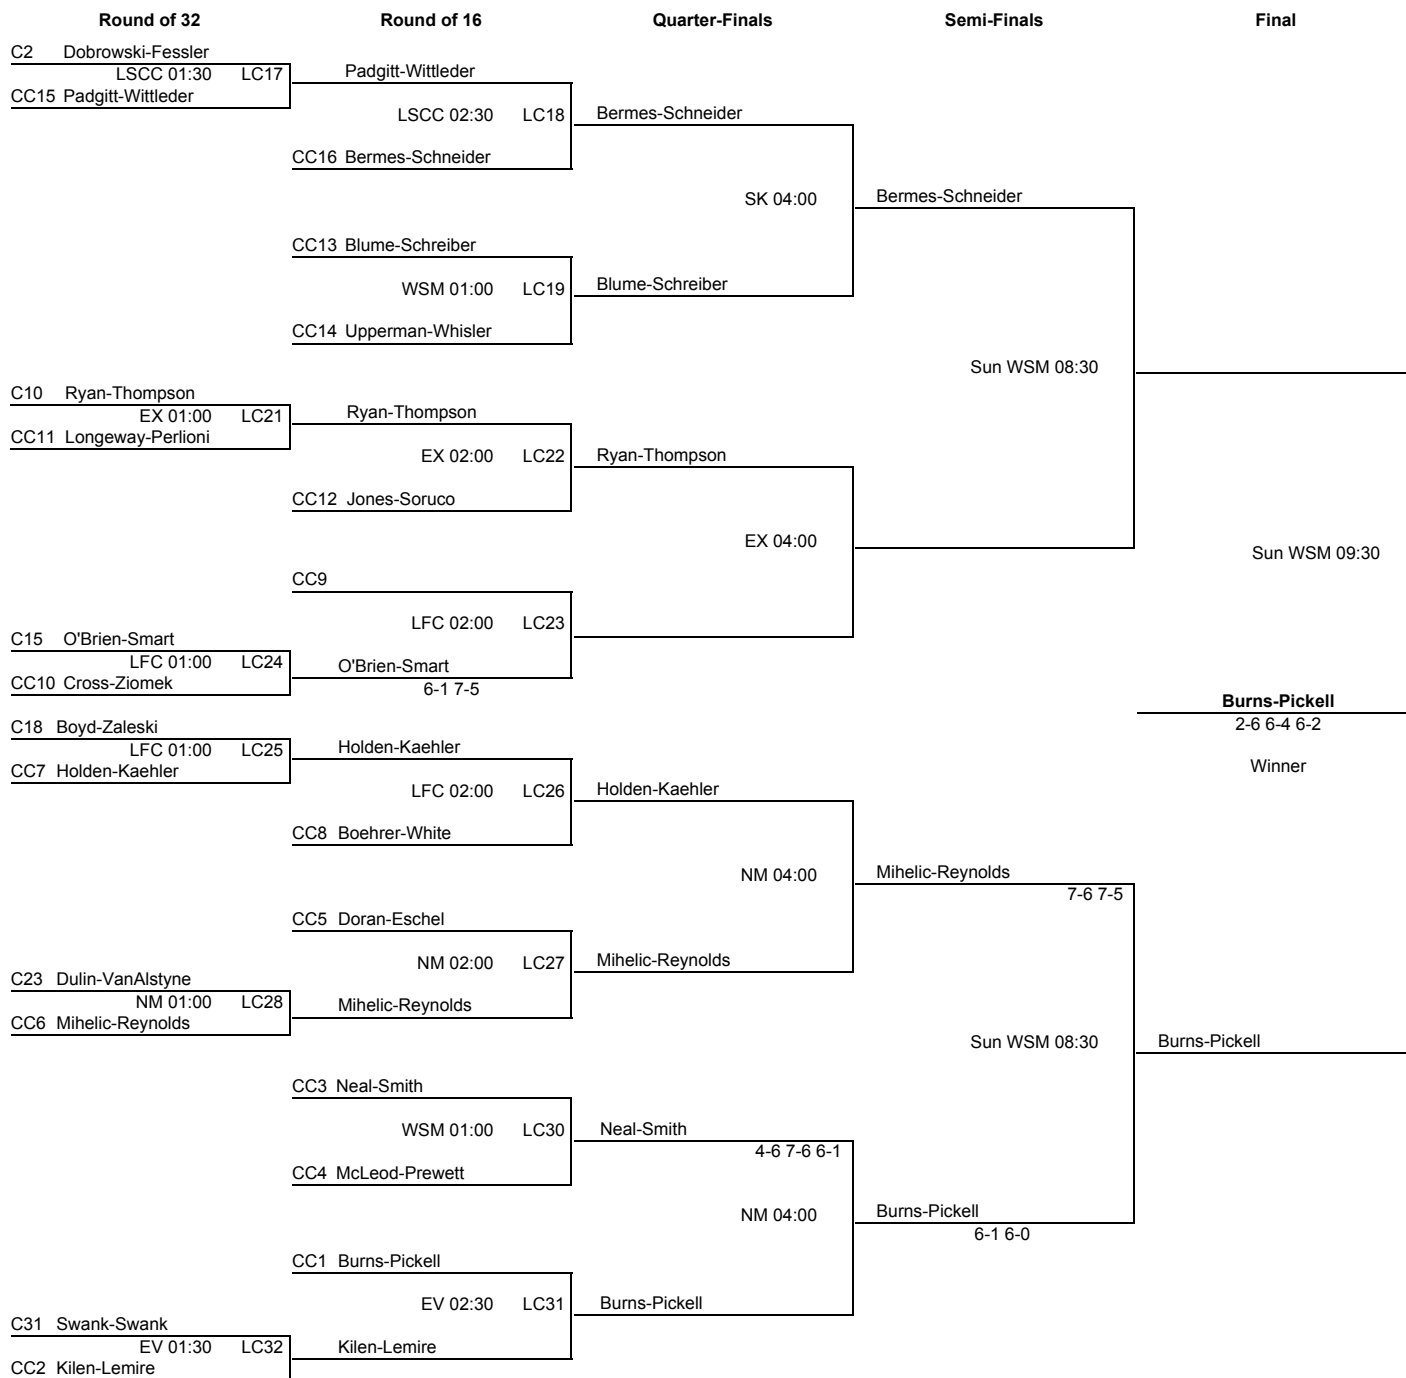 Round of 32 Round of 16 Quarter-Finals Semi-Finals Final
C2 Dobrowski-Fessler
LSCC 01:30 LC17 Padgitt-Wittleder
CC15 Padgitt-Wittleder
LSCC 02:30 LC18 Bermes-Schneider
CC16 Bermes-Schneider
SK 04:00 Bermes-Schneider
CC13 Blume-Schreiber
WSM 01:00 LC19 Blume-Schreiber
CC14 Upperman-Whisler
Sun WSM 08:30
C10 Ryan-Thompson
EX 01:00 LC21 Ryan-Thompson
CC11 Longeway-Perlioni
EX 02:00 LC22 Ryan-Thompson
CC12 Jones-Soruco
EX 04:00
Sun WSM 09:30
CC9
LFC 02:00 LC23
C15 O'Brien-Smart
LFC 01:00 LC24 O'Brien-Smart
CC10 Cross-Ziomek
6-1 7-5
Burns-Pickell
2-6 6-4 6-2
Winner
C18 Boyd-Zaleski
LFC 01:00 LC25 Holden-Kaehler
CC7 Holden-Kaehler
LFC 02:00 LC26 Holden-Kaehler
CC8 Boehrer-White
NM 04:00 Mihelic-Reynolds
7-6 7-5
CC5 Doran-Eschel
NM 02:00 LC27 Mihelic-Reynolds
C23 Dulin-VanAlstyne
NM 01:00 LC28 Mihelic-Reynolds
CC6 Mihelic-Reynolds
Sun WSM 08:30 Burns-Pickell
CC3 Neal-Smith
WSM 01:00 LC30 Neal-Smith
4-6 7-6 6-1
CC4 McLeod-Prewett
NM 04:00 Burns-Pickell
6-1 6-0
CC1 Burns-Pickell
EV 02:30 LC31 Burns-Pickell
C31 Swank-Swank
EV 01:30 LC32 Kilen-Lemire
CC2 Kilen-Lemire